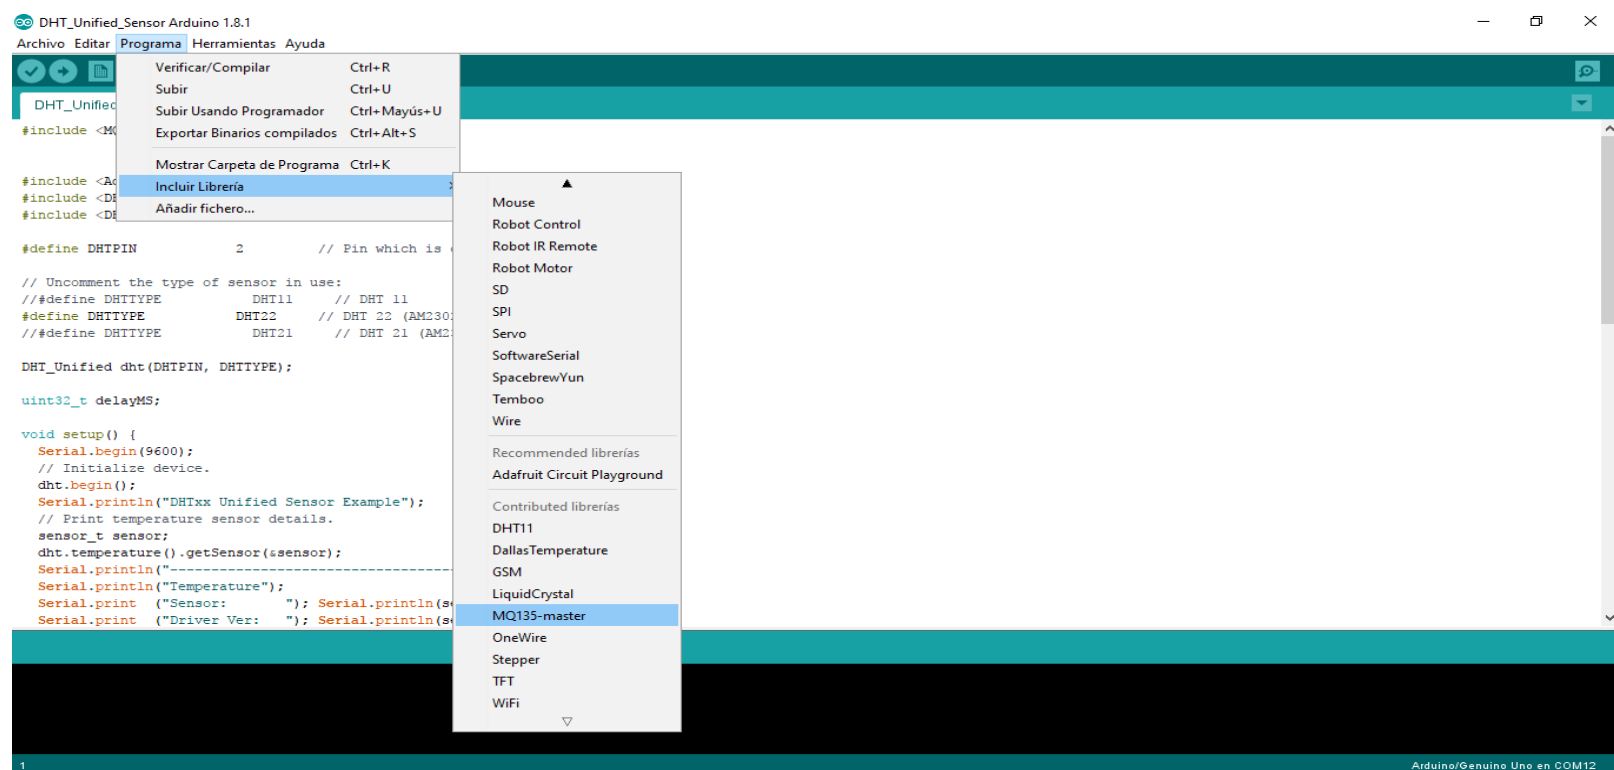 DHT_Unified_Sensor Arduino 1.8.1
Archivo Editar Programa Herramientas Ayuda
Verificar/Compilar Ctrl+R
Subir Ctrl+U
Subir Usando Programador Ctrl+Mayús+U
Exportar Binarios compilados Ctrl+Alt+S
Mostrar Carpeta de Programa Ctrl+K
Incluir Librería
Añadir fichero...
Mouse
Robot Control
Robot IR Remote
Robot Motor
SD
SPI
Servo
SoftwareSerial
SpacebrewYun
Temboo
Wire
Recommended librerías
Adafruit Circuit Playground
Contributed librerías
DHT11
DallasTemperature
GSM
LiquidCrystal
MQ135-master
OneWire
Stepper
TFT
WiFi
DHT_Unified
#include <MQ
#include <Ad
#include <DH
#include <DH
#define DHTPIN 2 // Pin which is
// Uncomment the type of sensor in use:
//#define DHTTYPE DHT11 // DHT 11
#define DHTTYPE DHT22 // DHT 22 (AM230
//#define DHTTYPE DHT21 // DHT 21 (AM2
DHT_Unified dht(DHTPIN, DHTTYPE);
uint32_t delayMS;
void setup() {
Serial.begin(9600);
// Initialize device.
dht.begin();
Serial.println("DHTxx Unified Sensor Example");
// Print temperature sensor details.
sensor_t sensor;
dht.temperature().getSensor(&sensor);
Serial.println("-----------------------------------
Serial.println("Temperature");
Serial.print ("Sensor: "); Serial.println(se
Serial.print ("Driver Ver: "); Serial.println(se
1
Arduino/Genuino Uno en COM12